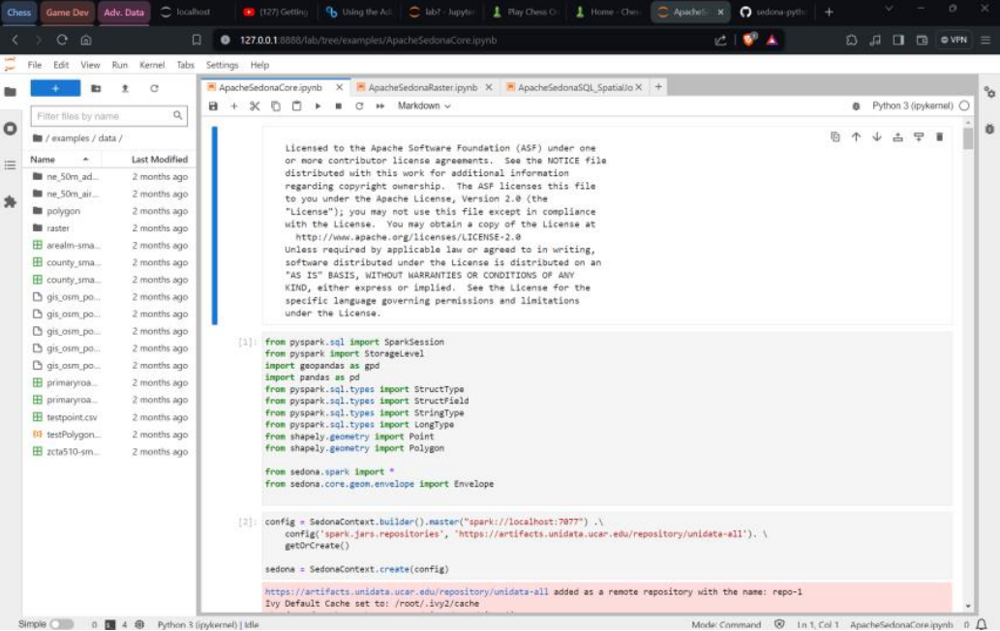 Chess
Game Dev
Adv. Data
localhost
(127) Getting
Using the Ad
lab? - Jupyter
Play Chess O
Home - Chess
ApacheS
sedona-pyth
127.0.0.1:8888/lab/tree/examples/ApacheSedonaCore.ipynb
VPN
File Edit View Run Kernel Tabs Settings Help
ApacheSedonaCore.ipynb
ApacheSedonaRaster.ipynb
ApacheSedonaSQL_SpatialJo
Markdown
Python 3 (ipykernel)
Filter files by name
/ examples / data /
Name Last Modified
ne_50m_ad... 2 months ago
ne_50m_air... 2 months ago
polygon 2 months ago
raster 2 months ago
arealm-sma... 2 months ago
county_sma... 2 months ago
county_sma... 2 months ago
gis_osm_po... 2 months ago
gis_osm_po... 2 months ago
gis_osm_po... 2 months ago
gis_osm_po... 2 months ago
gis_osm_po... 2 months ago
primaryroa... 2 months ago
primaryroa... 2 months ago
testpoint.csv 2 months ago
testPolygon... 2 months ago
zcta510-sm... 2 months ago
Licensed to the Apache Software Foundation (ASF) under one
or more contributor license agreements. See the NOTICE file
distributed with this work for additional information
regarding copyright ownership. The ASF licenses this file
to you under the Apache License, Version 2.0 (the
"License"); you may not use this file except in compliance
with the License. You may obtain a copy of the License at
http://www.apache.org/licenses/LICENSE-2.0
Unless required by applicable law or agreed to in writing,
software distributed under the License is distributed on an
"AS IS" BASIS, WITHOUT WARRANTIES OR CONDITIONS OF ANY
KIND, either express or implied. See the License for the
specific language governing permissions and limitations
under the License.
[1]: from pyspark.sql import SparkSession
from pyspark import StorageLevel
import geopandas as gpd
import pandas as pd
from pyspark.sql.types import StructType
from pyspark.sql.types import StructField
from pyspark.sql.types import StringType
from pyspark.sql.types import LongType
from shapely.geometry import Point
from shapely.geometry import Polygon
from sedona.spark import *
from sedona.core.geom.envelope import Envelope
[2]: config = SedonaContext.builder().master("spark://localhost:7077") .\
config('spark.jars.repositories', 'https://artifacts.unidata.ucar.edu/repository/unidata-all'). \
getOrCreate()
sedona = SedonaContext.create(config)
https://artifacts.unidata.ucar.edu/repository/unidata-all added as a remote repository with the name: repo-1
Ivy Default Cache set to: /root/.ivy2/cache
Simple 0 4 Python 3 (ipykernel) | Idle
Mode: Command Ln 1, Col 1 ApacheSedonaCore.ipynb 0